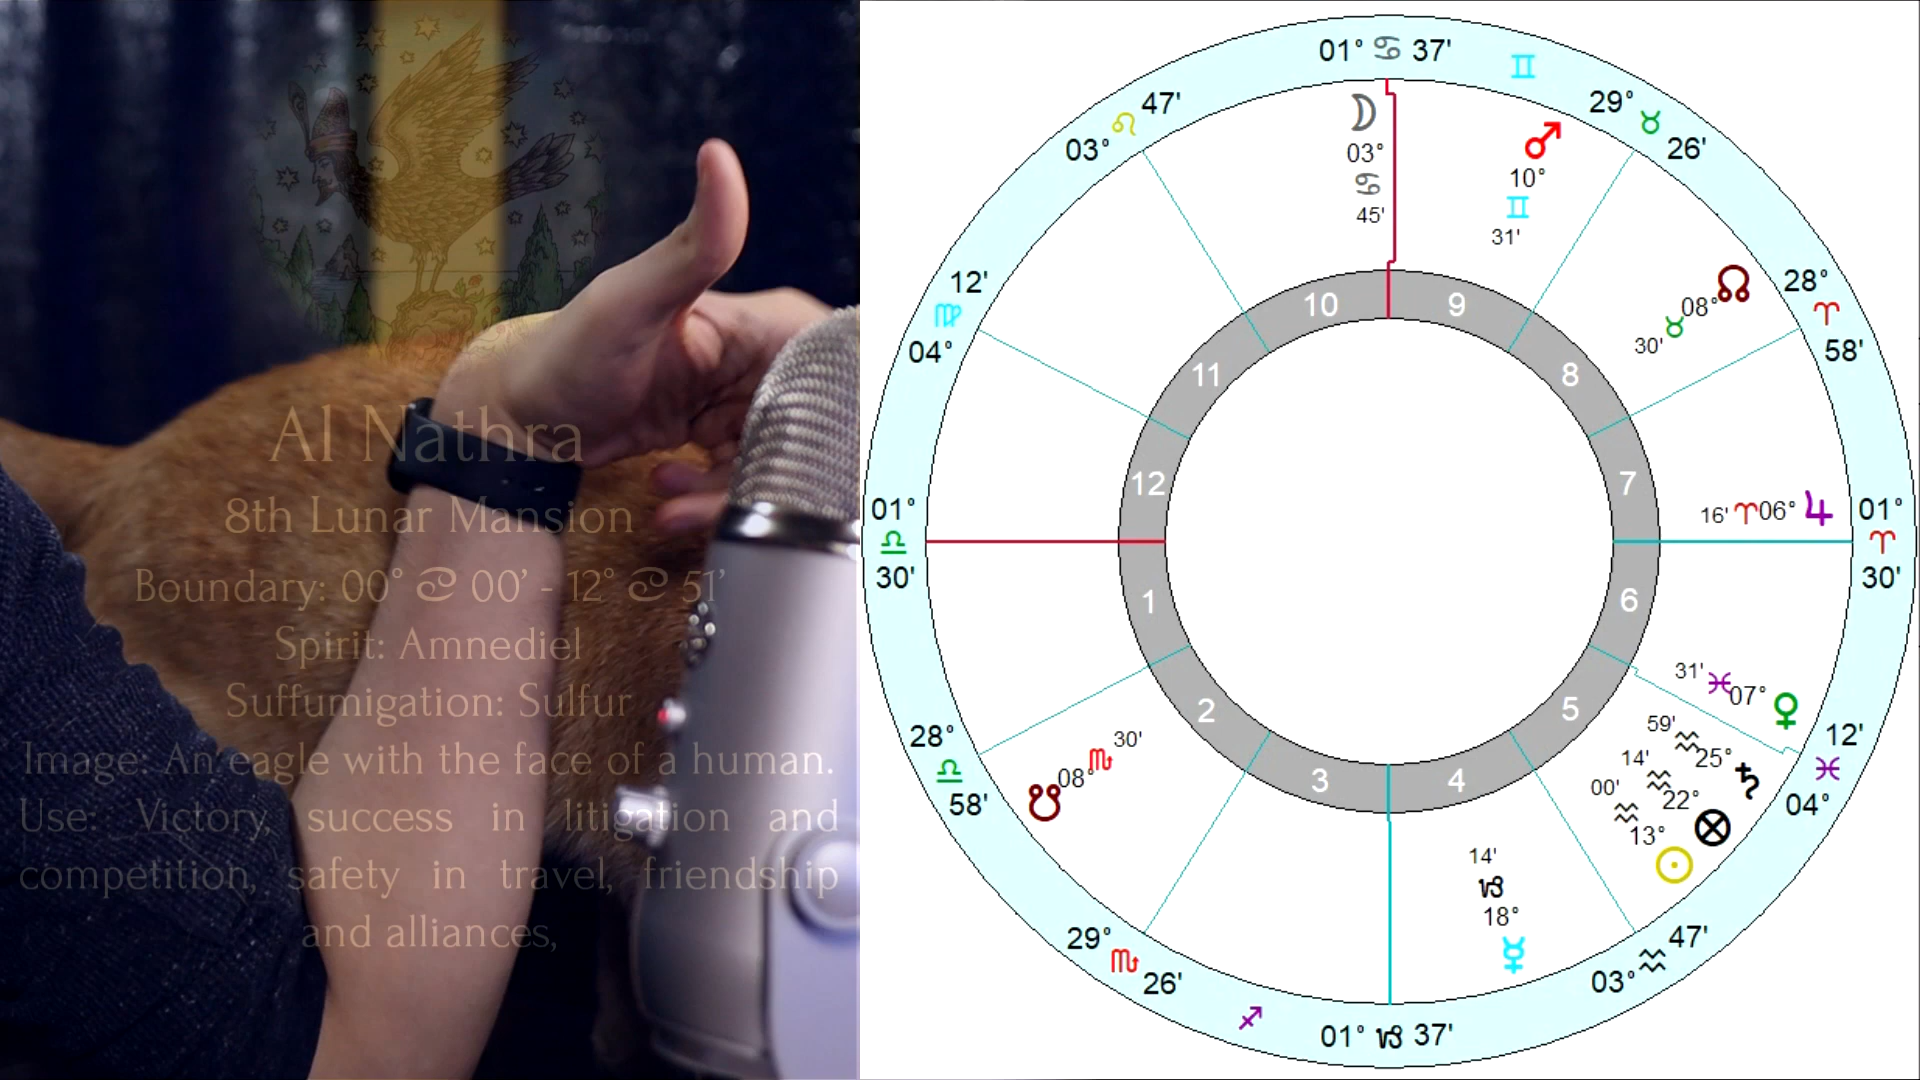 Al Nathra
8th Lunar Mansion
Boundary: 00° ♋ 00' - 12° ♋ 51'
Spirit: Amnediel
Suffumigation: Sulfur
Image: An eagle with the face of a human.
Use: Victory, success in litigation and
competition, safety in travel, friendship
and alliances,
01° ♋ 37'
♊
29° ♉ 26'
28° ♈ 58'
01° ♈ 30'
12' ♓ 04°
03° ♒ 47'
01° ♑ 37'
♐
29° ♏ 26'
28° ♎ 58'
01° ♎ 30'
12' ♍ 04°
03° ♌ 47'
☽ 03° ♋ 45'
♂ 10° ♊ 31'
☊ 08° ♉ 30'
♃ 06° ♈ 16'
♀ 07° ♓ 31'
♄ 25° ♒ 59'
⊗ 22° ♒ 14'
☉ 13° ♒ 00'
☿ 18° ♑ 14'
☋ 08° ♏ 30'
1
2
3
4
5
6
7
8
9
10
11
12